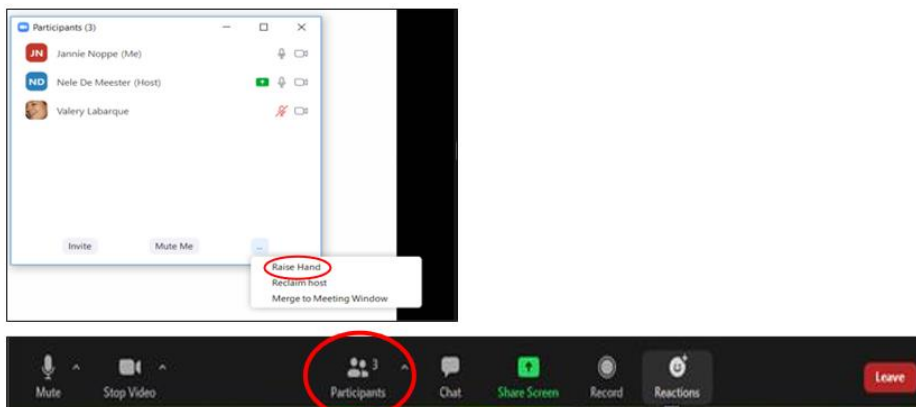 Participants (3)
JN Jannie Noppe (Me)
ND Nele De Meester (Host)
Valery Labarque
Invite Mute Me ...
Raise Hand
Reclaim host
Merge to Meeting Window
3
Mute Stop Video Participants Chat Share Screen Record Reactions Leave